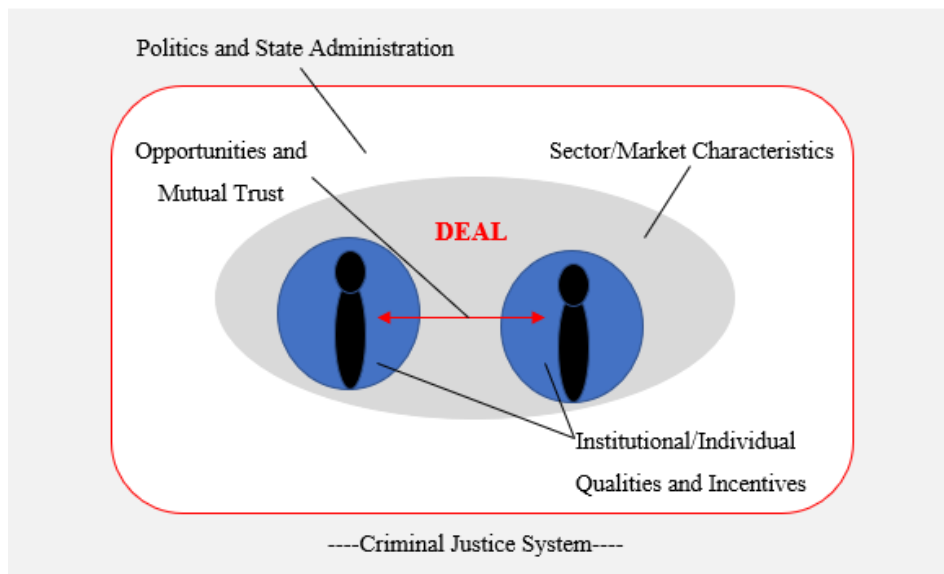 Politics and State Administration
Opportunities and
Mutual Trust
Sector/Market Characteristics
DEAL
Institutional/Individual
Qualities and Incentives
----Criminal Justice System----